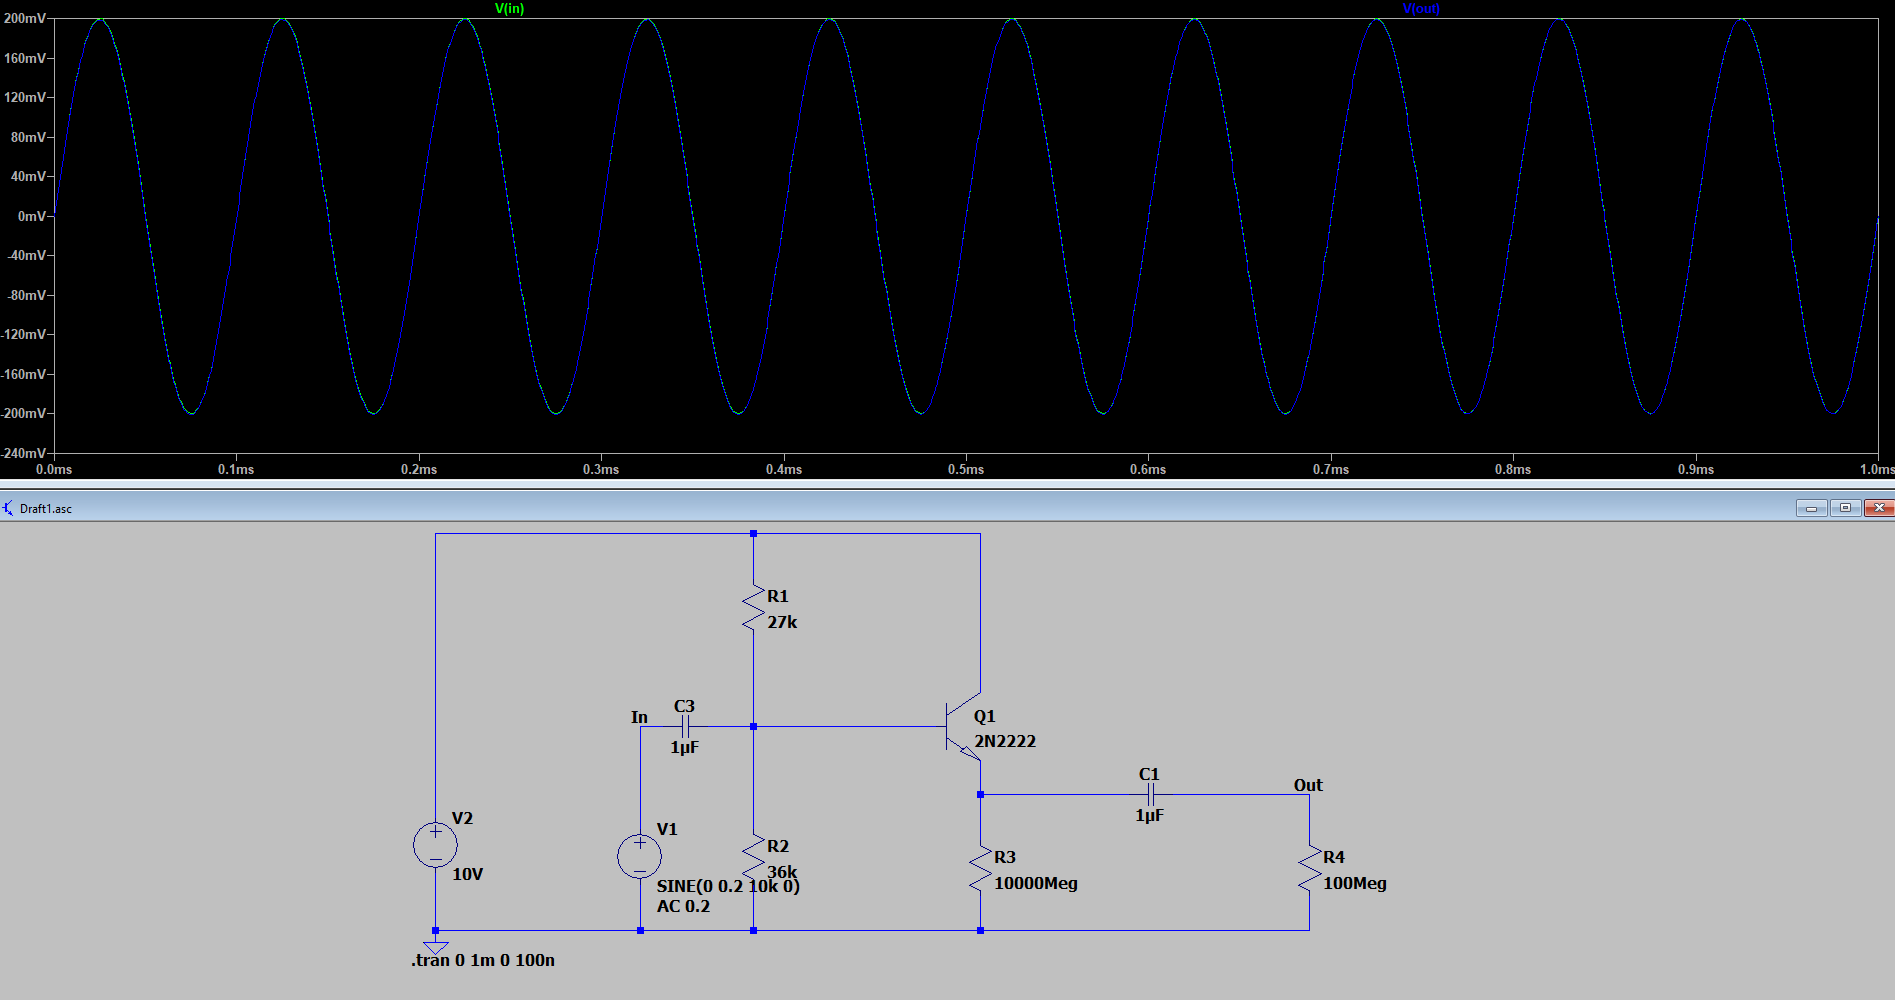 V(in)
V(out)
200mV
160mV
120mV
80mV
40mV
0mV
-40mV
-80mV
-120mV
-160mV
-200mV
-240mV
0.0ms
0.1ms
0.2ms
0.3ms
0.4ms
0.5ms
0.6ms
0.7ms
0.8ms
0.9ms
1.0ms
Draft1.asc
R1
27k
C3
In
1µF
Q1
2N2222
C1
Out
1µF
V2
10V
V1
SINE(0 0.2 10k 0)
AC 0.2
R2
36k
R3
10000Meg
R4
100Meg
.tran 0 1m 0 100n